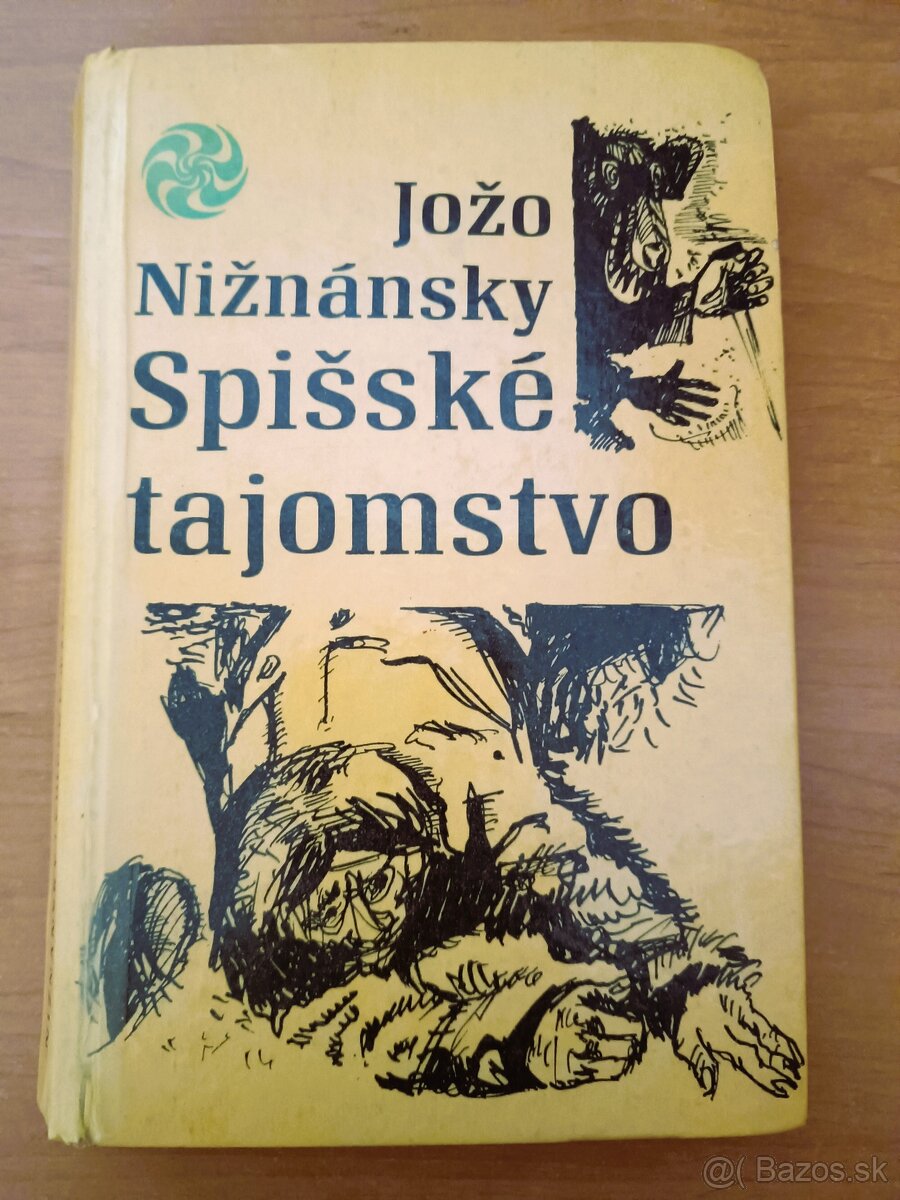 Jožo
Nižnánsky
Spišské
tajomstvo
@( Bazos.sk